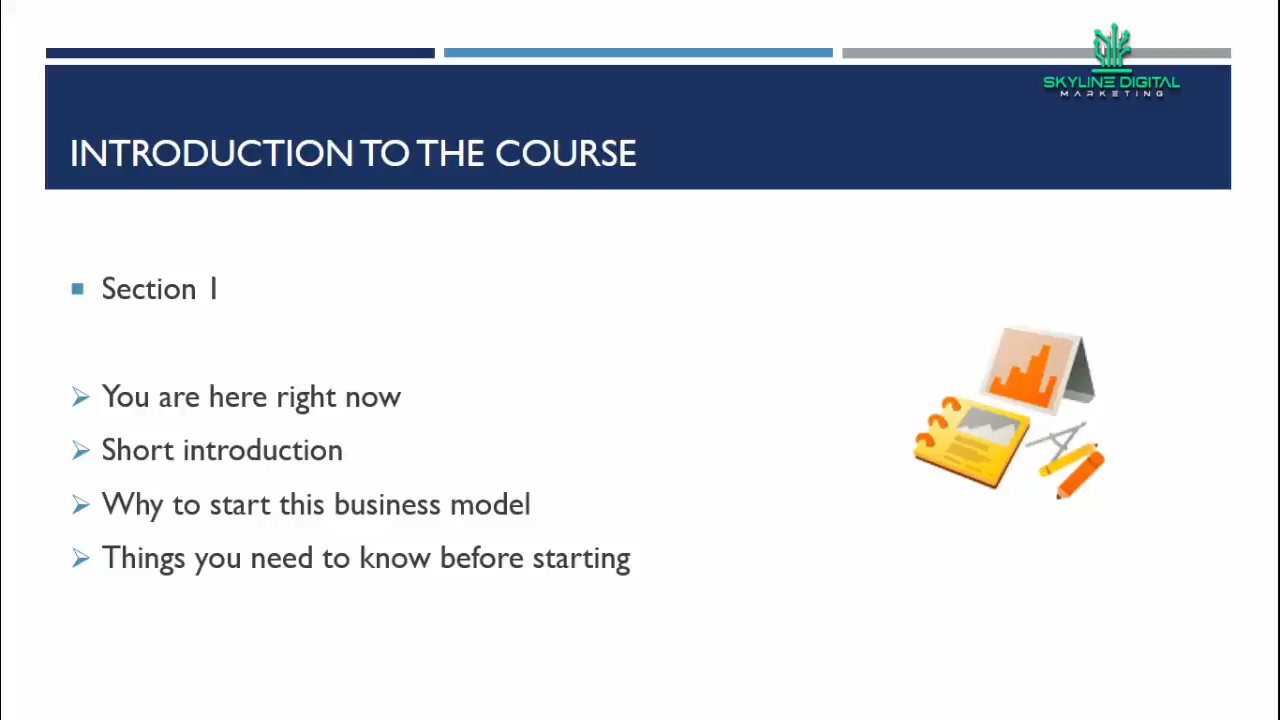 SKYLINE DIGITAL
MARKETING
INTRODUCTION TO THE COURSE
Section 1
You are here right now
Short introduction
Why to start this business model
Things you need to know before starting